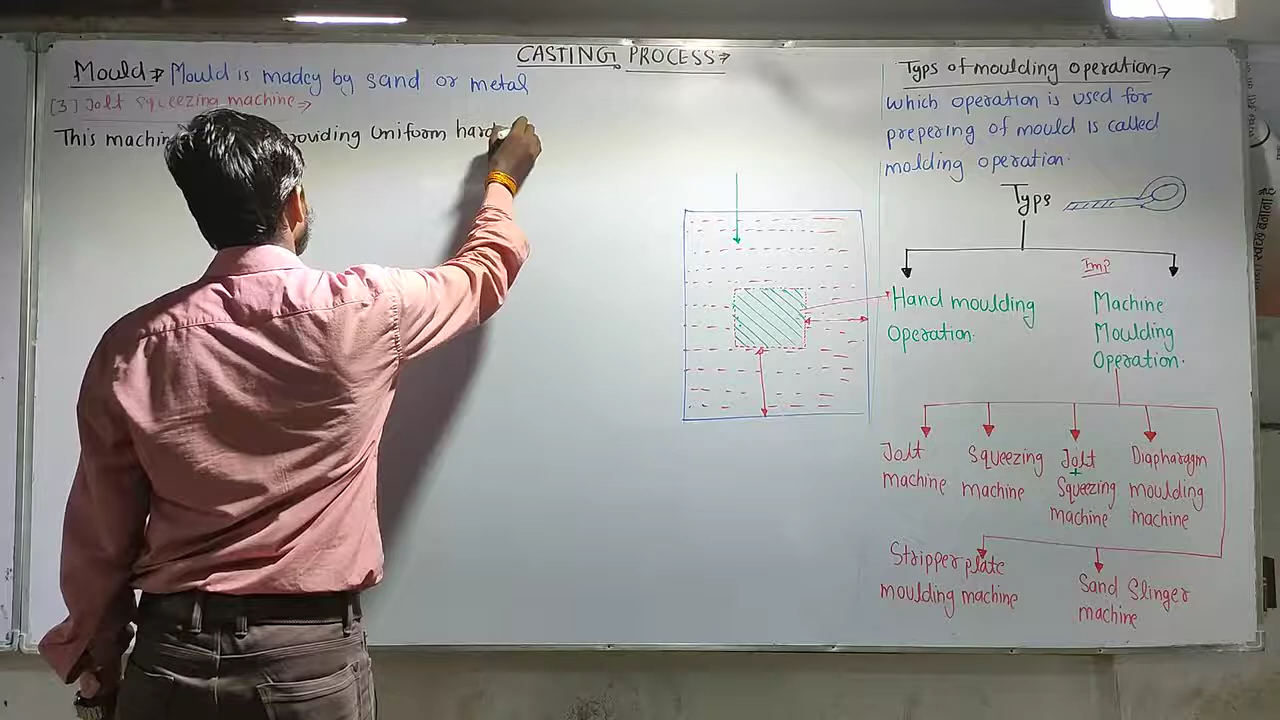 CASTING PROCESS
Mould Mould is madey by sand or metal
[3] Jolt Squeezing machine
This machin roviding Uniform hard
Typs of moulding operation
which operation is used for
prepering of mould is called
molding operation.
Typs
Imp
Hand moulding
Operation.
Machine
Moulding
Operation.
Jolt
machine
Squeezing
machine
Jolt
+
Squeezing
machine
Diapharagm
moulding
machine
Stripper plate
moulding machine
Sand Slinger
machine